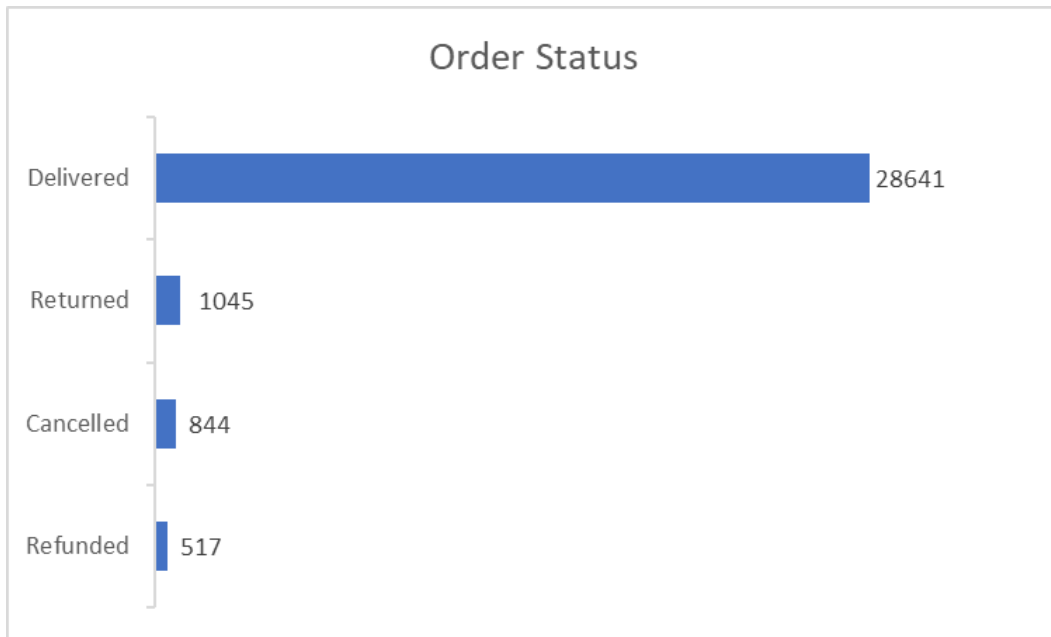 Order Status
Delivered 28641
Returned 1045
Cancelled 844
Refunded 517